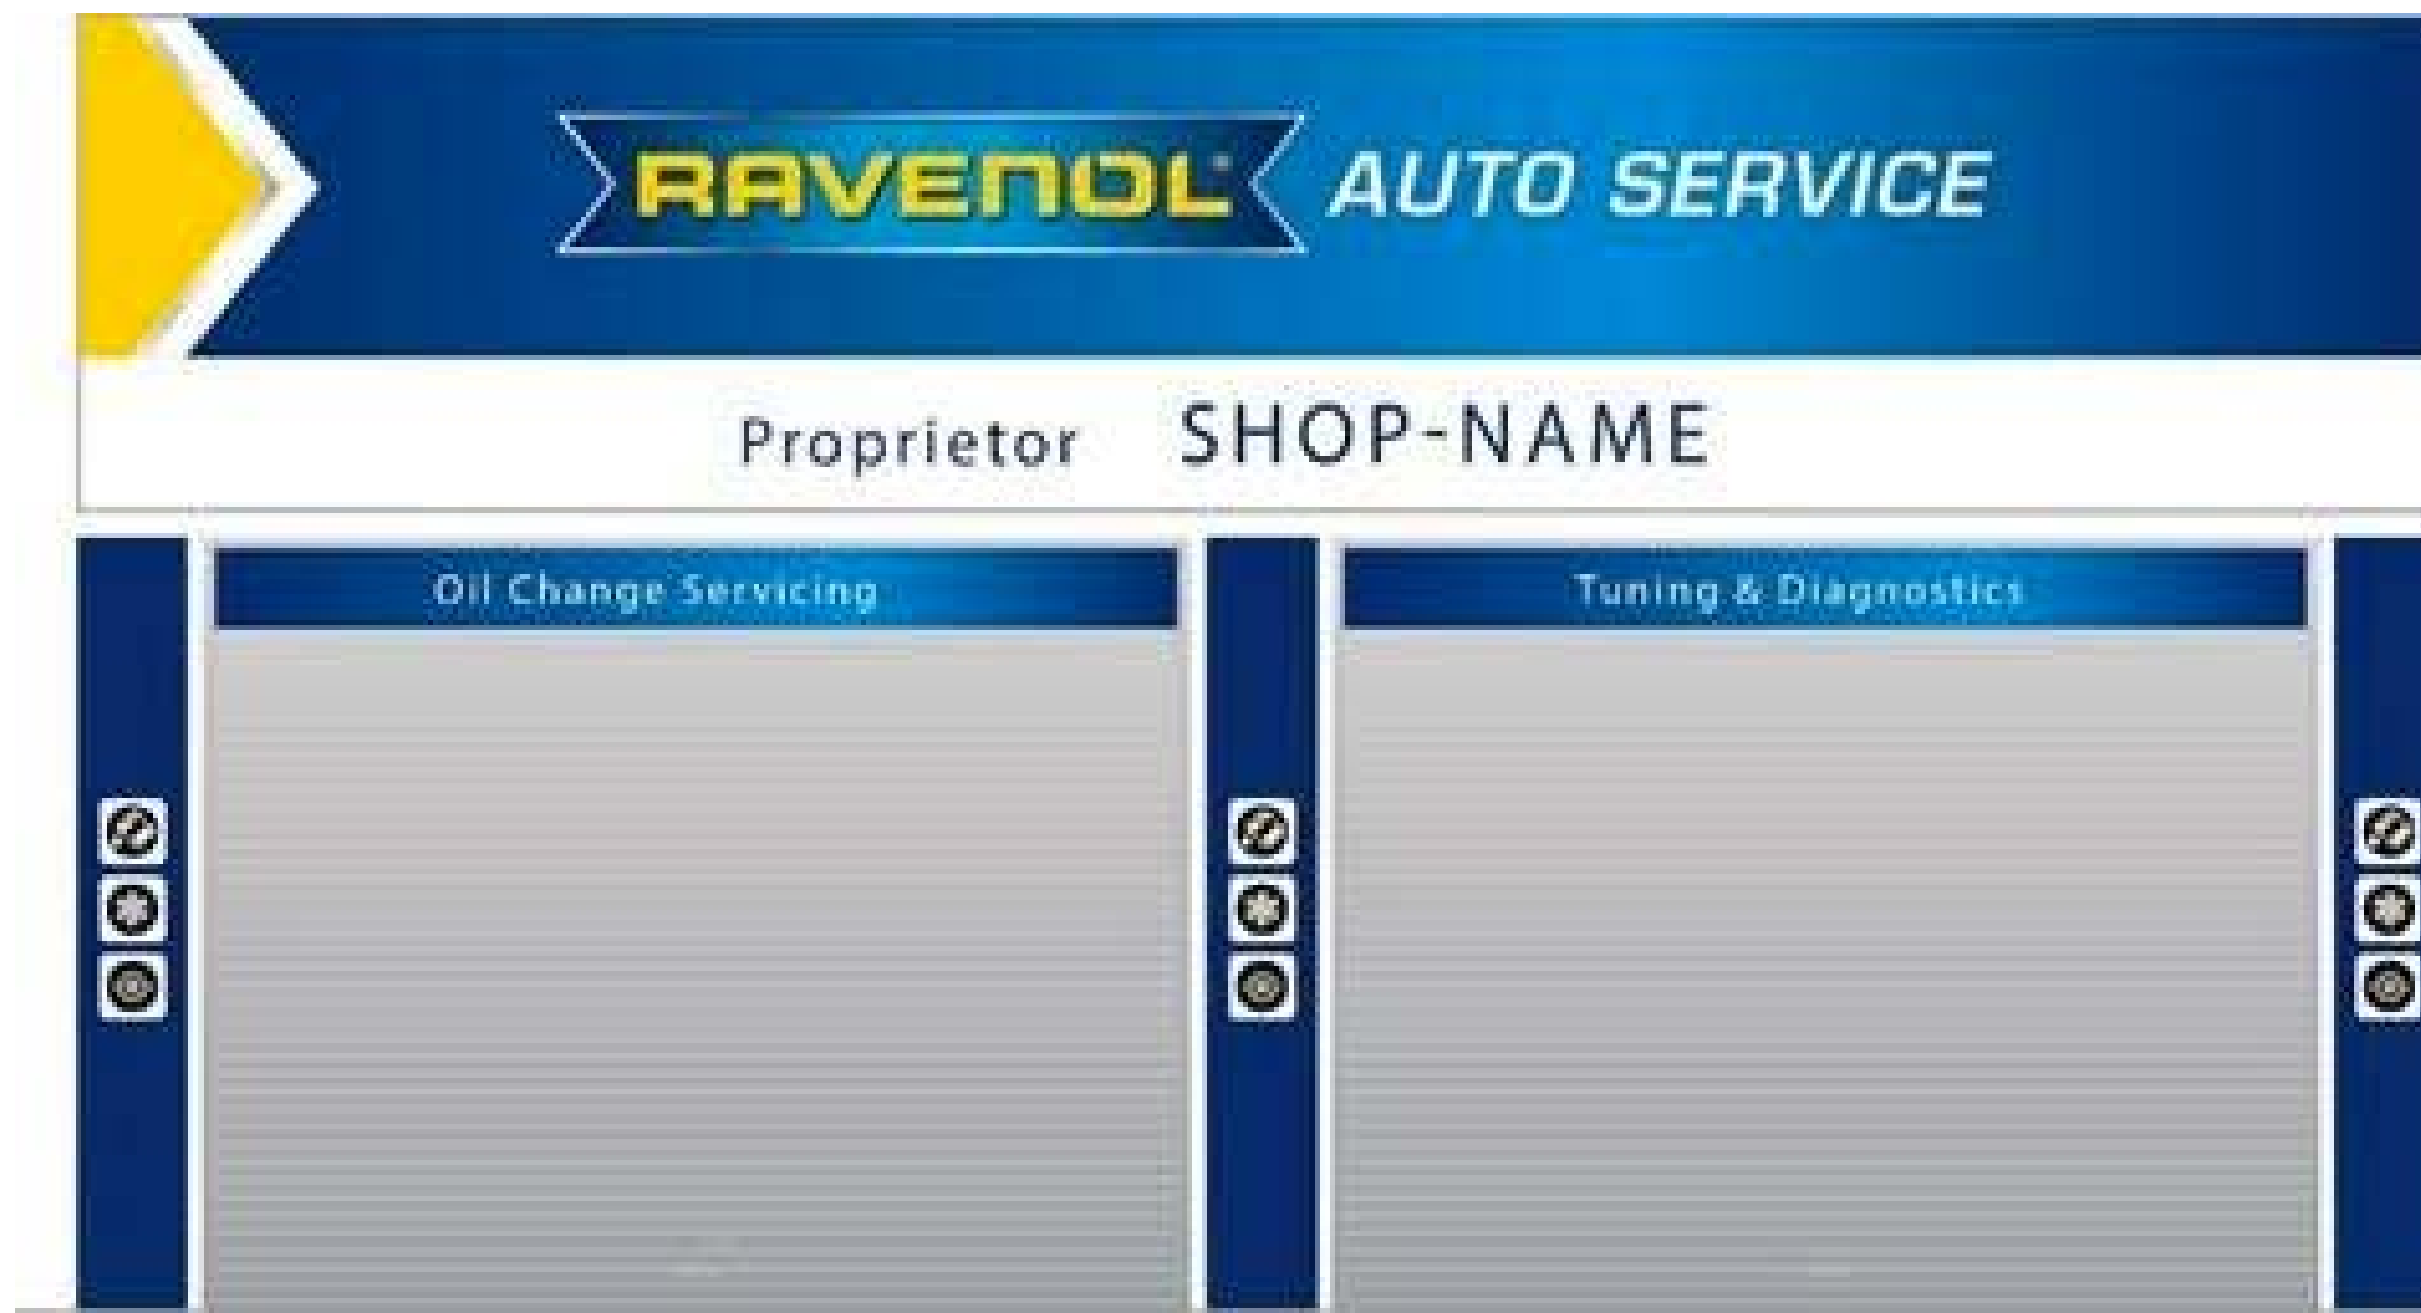 RAVENOL® AUTO SERVICE
Proprietor SHOP-NAME
Oil Change Servicing
Tuning & Diagnostics